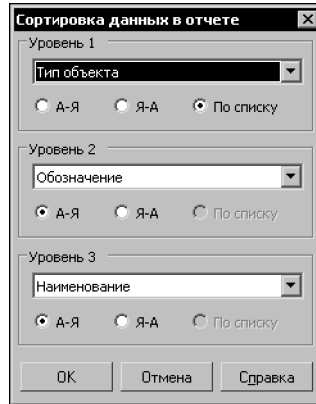 Сортировка данных в отчете
Уровень 1
Тип объекта
А-Я Я-А По списку
Уровень 2
Обозначение
А-Я Я-А По списку
Уровень 3
Наименование
А-Я Я-А По списку
ОК Отмена Справка